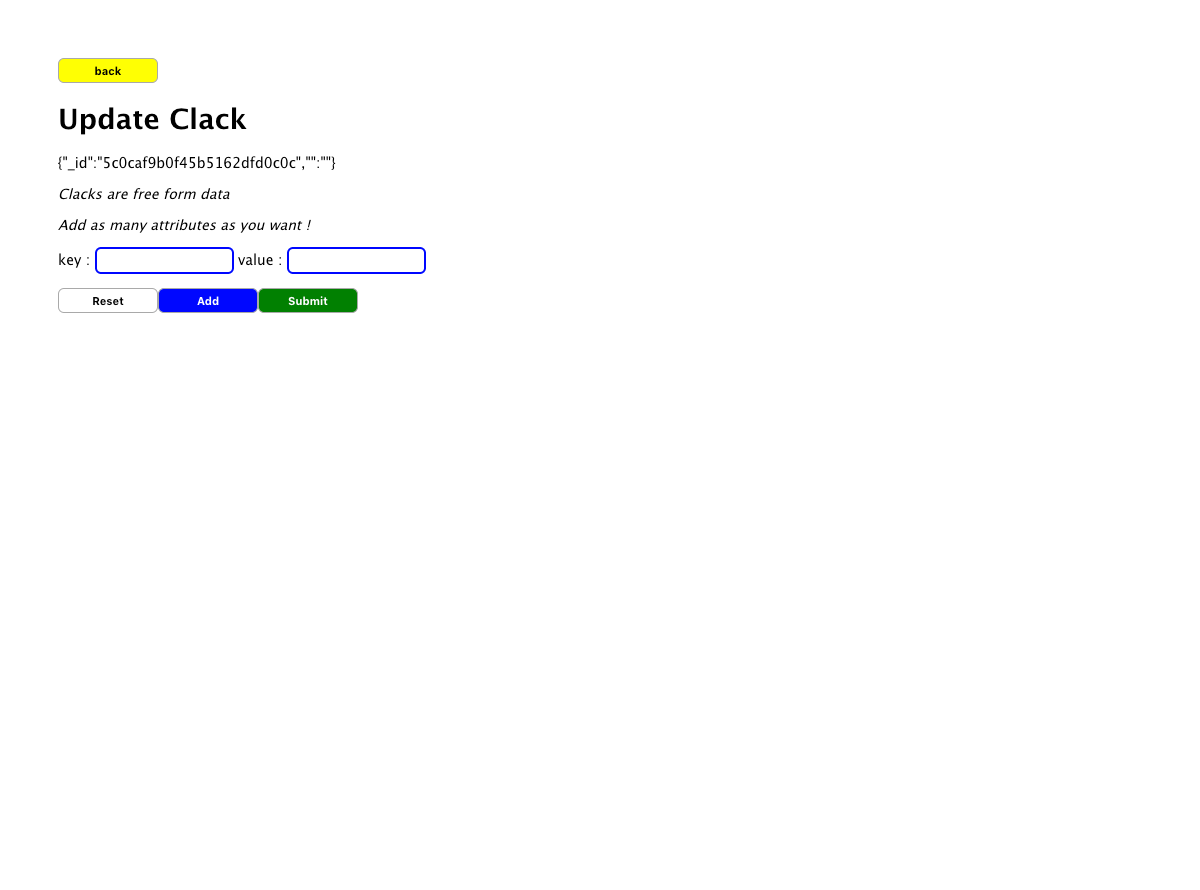 back
Update Clack
{"_id":"5c0caf9b0f45b5162dfd0c0c","":""}
Clacks are free form data
Add as many attributes as you want !
key : value :
Reset Add Submit